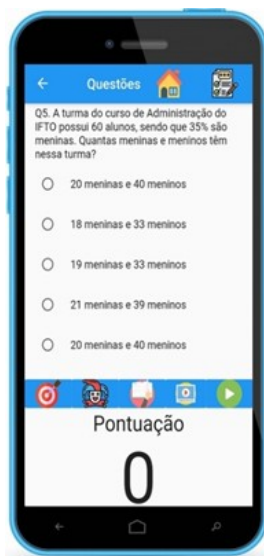 Questões
Q5. A turma do curso de Administração do
IFTO possui 60 alunos, sendo que 35% são
meninas. Quantas meninas e meninos têm
nessa turma?
20 meninas e 40 meninos
18 meninas e 33 meninos
19 meninas e 33 meninos
21 meninas e 39 meninos
20 meninas e 40 meninos
Pontuação
0